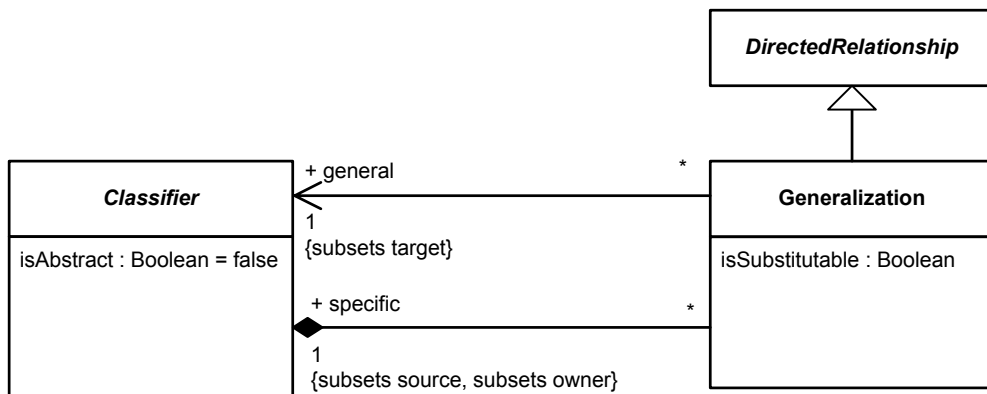 DirectedRelationship
+ general
*
Classifier
Generalization
1
{subsets target}
isAbstract : Boolean = false
isSubstitutable : Boolean
+ specific
*
1
{subsets source, subsets owner}